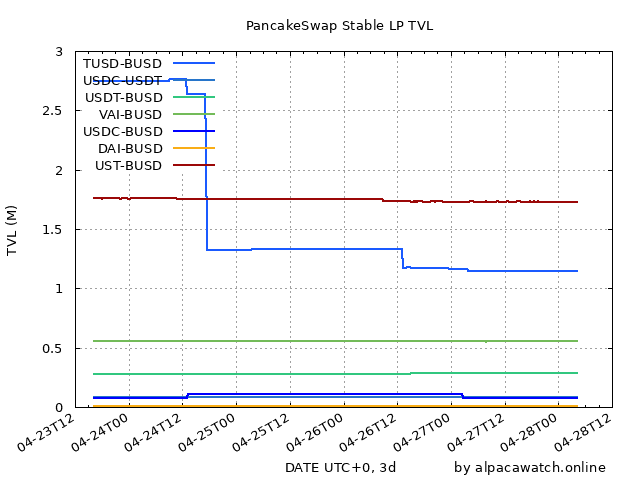 PancakeSwap Stable LP TVL
TUSD-BUSD
USDC-USDT
USDT-BUSD
VAI-BUSD
USDC-BUSD
DAI-BUSD
UST-BUSD
TVL (M)
3
2.5
2
1.5
1
0.5
0
04-23T12
04-24T00
04-24T12
04-25T00
04-25T12
04-26T00
04-26T12
04-27T00
04-27T12
04-28T00
04-28T12
DATE UTC+0, 3d
by alpacawatch.online